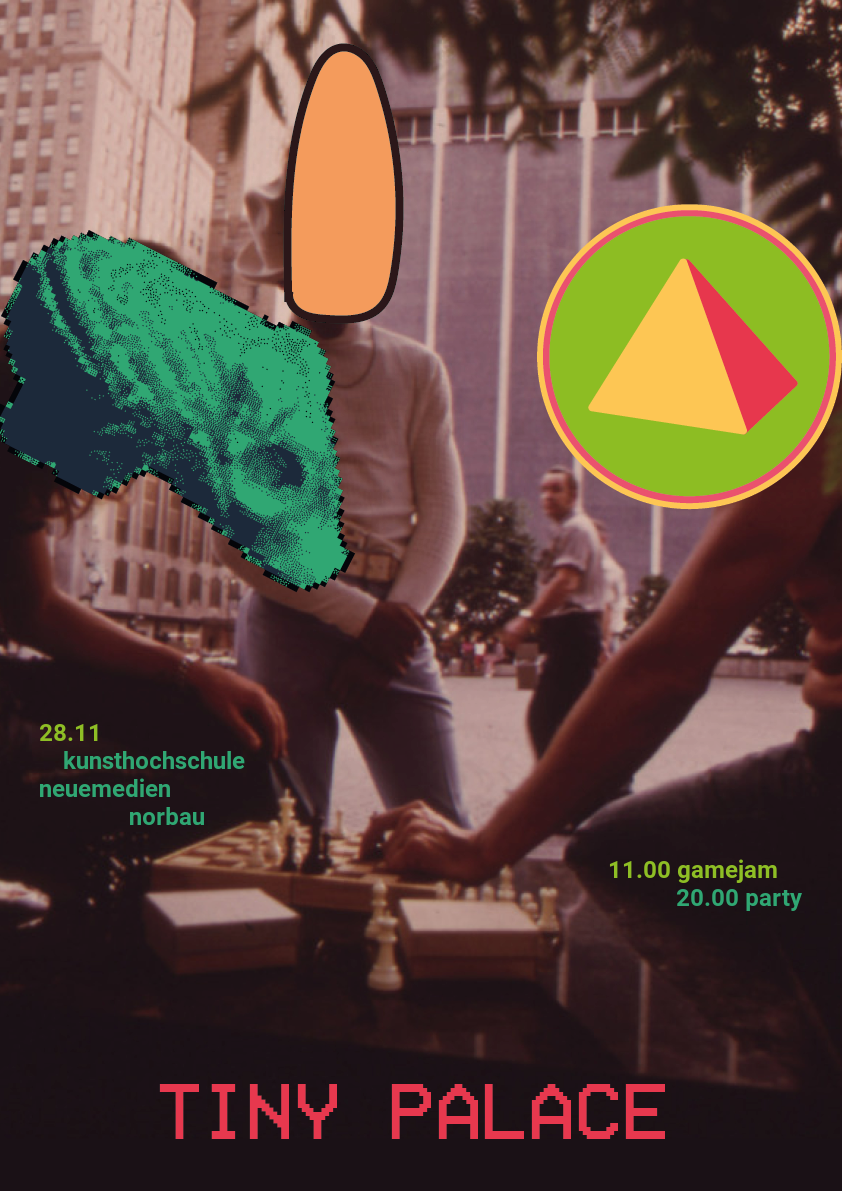 28.11
kunsthochschule
neuemedien
norbau
11.00 gamejam
20.00 party
TINY PALACE